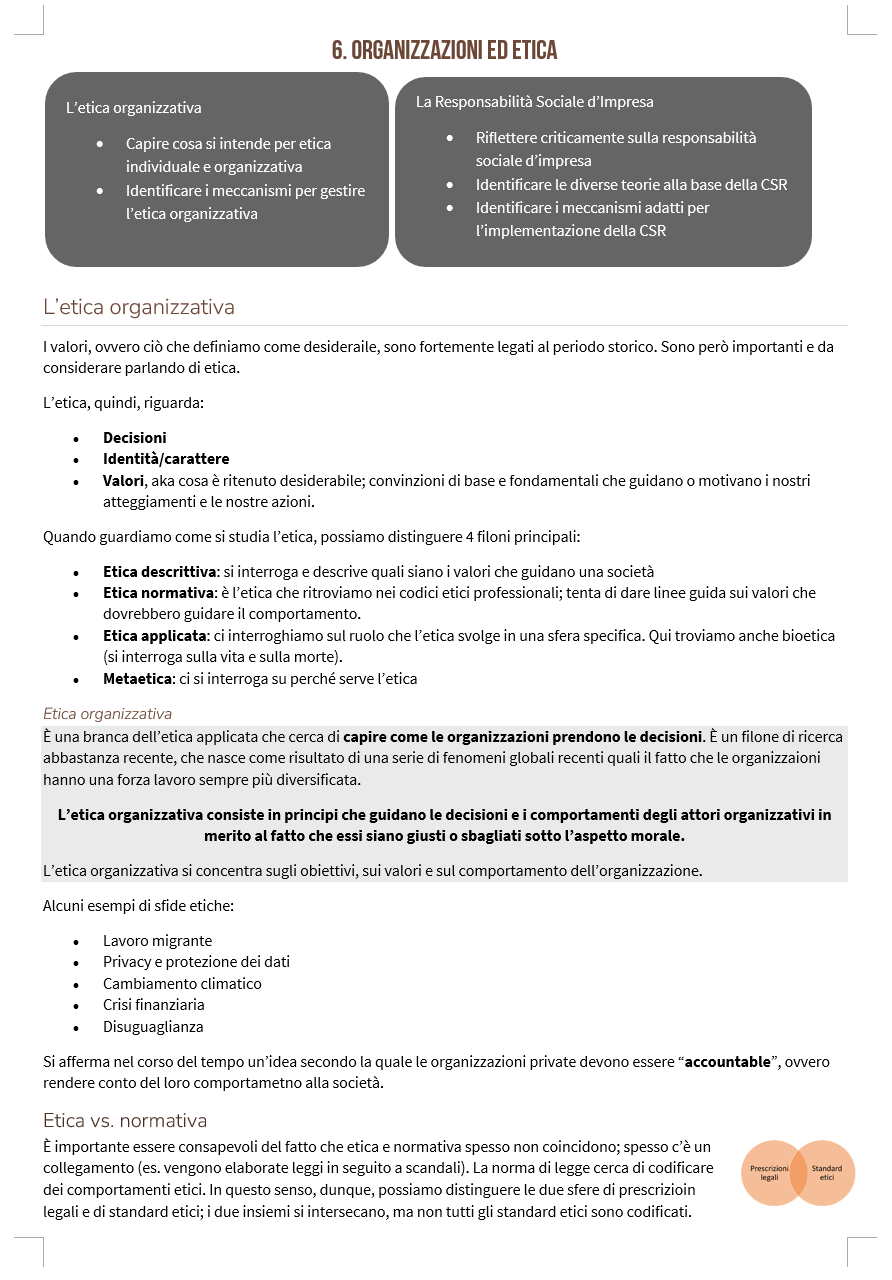 6. ORGANIZZAZIONI ED ETICA
L’etica organizzativa
• Capire cosa si intende per etica
individuale e organizzativa
• Identificare i meccanismi per gestire
l’etica organizzativa
La Responsabilità Sociale d’Impresa
• Riflettere criticamente sulla responsabilità
sociale d’impresa
• Identificare le diverse teorie alla base della CSR
• Identificare i meccanismi adatti per
l’implementazione della CSR
L’etica organizzativa
I valori, ovvero ciò che definiamo come desideraile, sono fortemente legati al periodo storico. Sono però importanti e da
considerare parlando di etica.
L’etica, quindi, riguarda:
• Decisioni
• Identità/carattere
• Valori, aka cosa è ritenuto desiderabile; convinzioni di base e fondamentali che guidano o motivano i nostri
atteggiamenti e le nostre azioni.
Quando guardiamo come si studia l’etica, possiamo distinguere 4 filoni principali:
• Etica descrittiva: si interroga e descrive quali siano i valori che guidano una società
• Etica normativa: è l’etica che ritroviamo nei codici etici professionali; tenta di dare linee guida sui valori che
dovrebbero guidare il comportamento.
• Etica applicata: ci interroghiamo sul ruolo che l’etica svolge in una sfera specifica. Qui troviamo anche bioetica
(si interroga sulla vita e sulla morte).
• Metaetica: ci si interroga su perché serve l’etica
Etica organizzativa
È una branca dell’etica applicata che cerca di capire come le organizzazioni prendono le decisioni. È un filone di ricerca
abbastanza recente, che nasce come risultato di una serie di fenomeni globali recenti quali il fatto che le organizzaioni
hanno una forza lavoro sempre più diversificata.
L’etica organizzativa consiste in principi che guidano le decisioni e i comportamenti degli attori organizzativi in
merito al fatto che essi siano giusti o sbagliati sotto l’aspetto morale.
L’etica organizzativa si concentra sugli obiettivi, sui valori e sul comportamento dell’organizzazione.
Alcuni esempi di sfide etiche:
• Lavoro migrante
• Privacy e protezione dei dati
• Cambiamento climatico
• Crisi finanziaria
• Disuguaglianza
Si afferma nel corso del tempo un’idea secondo la quale le organizzazioni private devono essere “accountable”, ovvero
rendere conto del loro comportametno alla società.
Etica vs. normativa
È importante essere consapevoli del fatto che etica e normativa spesso non coincidono; spesso c’è un
collegamento (es. vengono elaborate leggi in seguito a scandali). La norma di legge cerca di codificare
dei comportamenti etici. In questo senso, dunque, possiamo distinguere le due sfere di prescrizioin
legali e di standard etici; i due insiemi si intersecano, ma non tutti gli standard etici sono codificati.
Prescrizioni
legali
Standard
etici